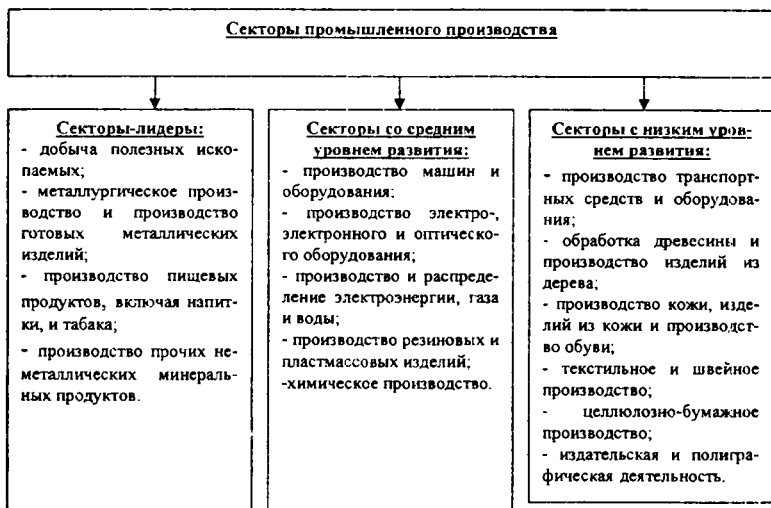 Секторы промышленного производства
Секторы-лидеры:
- добыча полезных иско-
паемых;
- металлургическое произ-
водство и производство
готовых металлических
изделий;
- производство пищевых
продуктов, включая напит-
ки, и табака;
- производство прочих не-
металлических минераль-
ных продуктов.
Секторы со средним
уровнем развития:
- производство машин и
оборудования;
- производство электро-,
электронного и оптическо-
го оборудования;
- производство и распреде-
ление электроэнергии, газа
и воды;
- производство резиновых и
пластмассовых изделий;
-химическое производство.
Секторы с низким уров-
нем развития:
- производство транспорт-
ных средств и оборудова-
ния;
- обработка древесины и
производство изделий из
дерева;
- производство кожи, изде-
лий из кожи и производст-
во обуви;
- текстильное и швейное
производство;
- целлюлозно-бумажное
производство;
- издательская и полигра-
фическая деятельность.